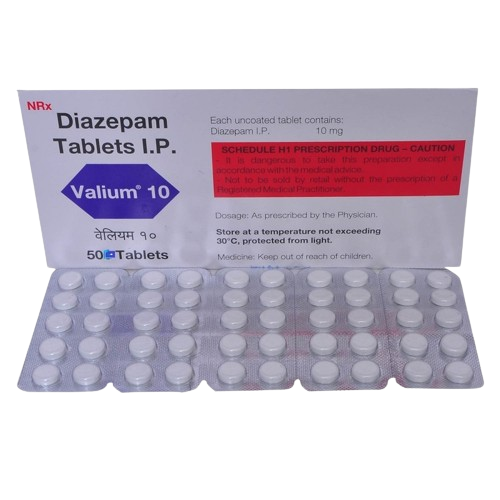 NRx
Diazepam
Tablets I.P.
Valium® 10
वेलियम १०
50 Tablets
Each uncoated tablet contains:
Diazepam I.P. 10 mg
SCHEDULE H1 PRESCRIPTION DRUG – CAUTION
- It is dangerous to take this preparation except in
accordance with the medical advice.
- Not to be sold by retail without the prescription of a
Registered Medical Practitioner.
Dosage: As prescribed by the Physician.
Store at a temperature not exceeding
30°C, protected from light.
Medicine: Keep out of reach of children.